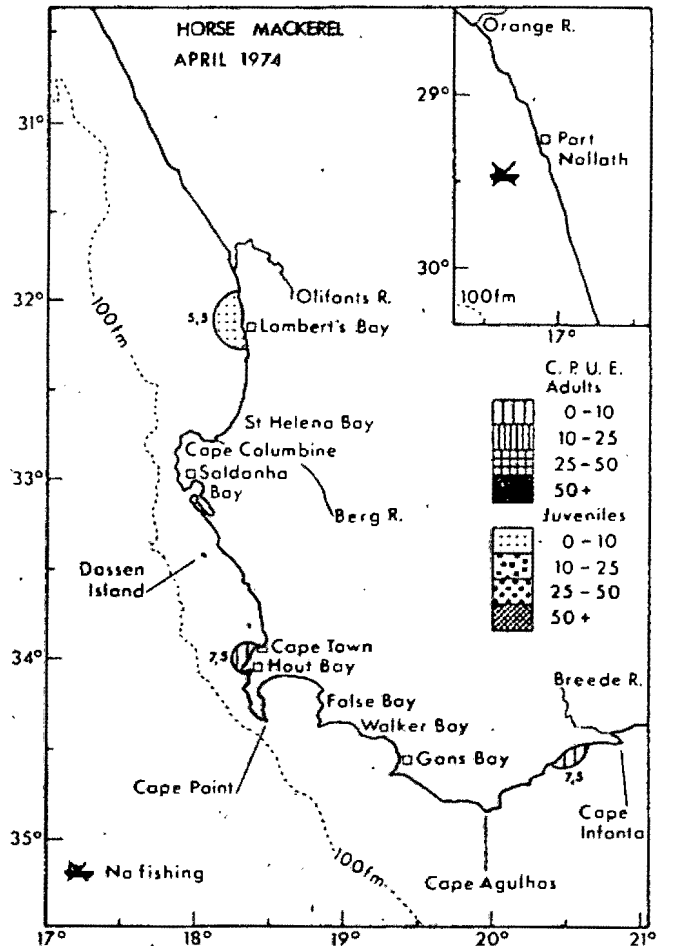 HORSE MACKEREL
APRIL 1974
Orange R.
29°
Port
Nollath
30°
100fm
17°
31°
32°
33°
34°
35°
100fm
Olifants R.
5,5
Lambert's Bay
St Helena Bay
Cape Columbine
Saldanha
Bay
Berg R.
Dassen
Island
7,5
Cape Town
Hout Bay
False Bay
Walker Bay
Gans Bay
Cape Point
Breede R.
7,5
Cape
Infanta
Cape Agulhas
100fm
No fishing
C. P. U. E.
Adults
0-10
10-25
25-50
50+
Juveniles
0-10
10-25
25-50
50+
17°
18°
19°
20°
21°